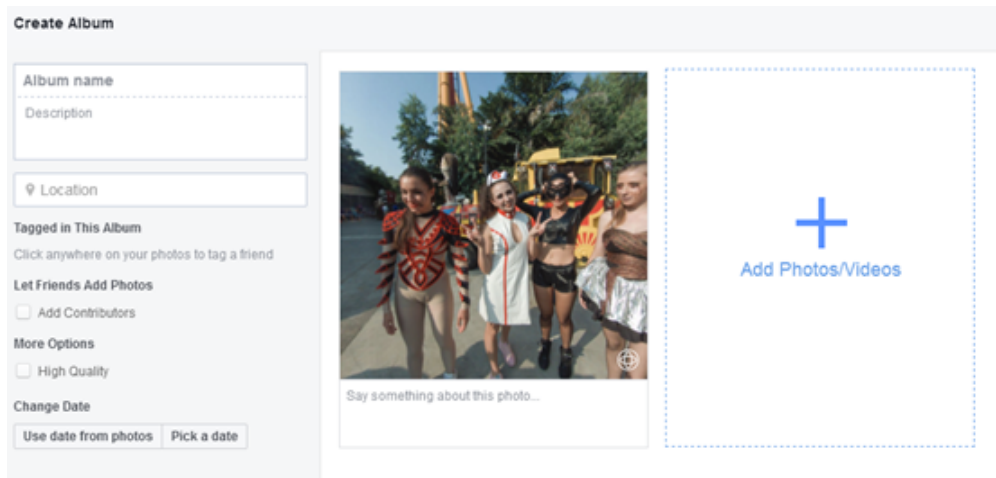 Create Album
Album name
Description
Location
Tagged in This Album
Click anywhere on your photos to tag a friend
Let Friends Add Photos
Add Contributors
More Options
High Quality
Change Date
Use date from photos
Pick a date
Say something about this photo...
Add Photos/Videos